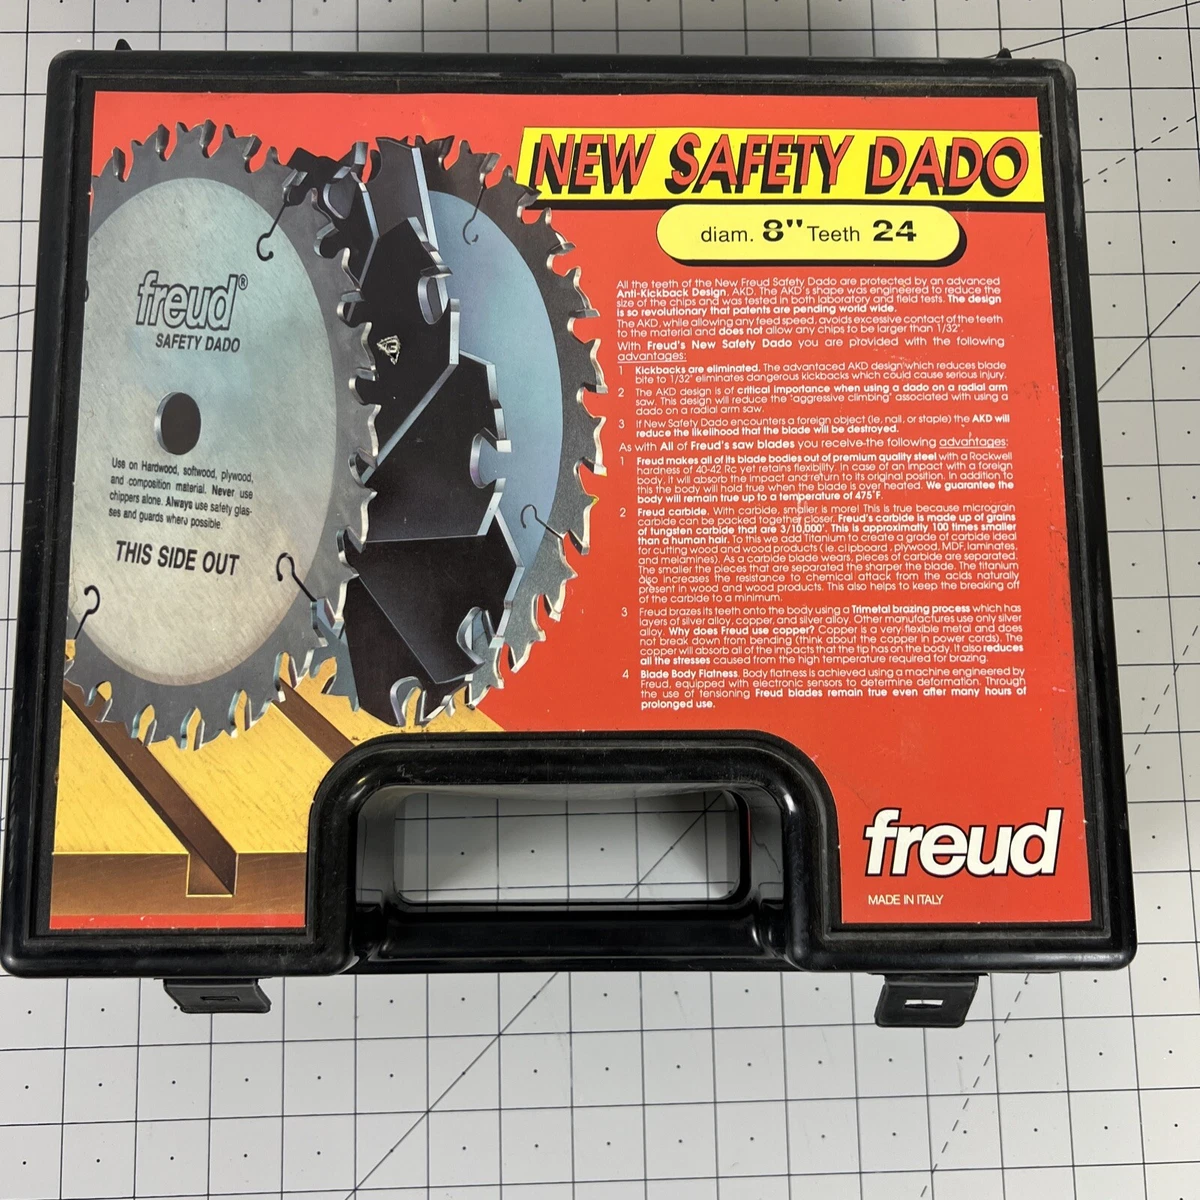 NEW SAFETY DADO
diam. 8" Teeth 24
freud®
SAFETY DADO
Use on Hardwood, softwood, plywood,
and composition material. Never use
chippers alone. Always use safety glas-
ses and guards when possible
THIS SIDE OUT
All the teeth of the New Freud Safety Dado are protected by an advanced
Anti-Kickback Design, AKD. The AKD's shape was engineered to reduce the
size of the chips and was tested in both laboratory and field tests. The design
is so revolutionary that patents are pending world wide.
The AKD, while allowing any feed speed, avoids excessive contact of the teeth
to the material and does not allow any chips to be larger than 1/32".
With Freud's New Safety Dado you are provided with the following
advantages:
1 Kickbacks are eliminated. The advantaced AKD design which reduces blade
bite to 1/32" eliminates dangerous kickbacks which could cause serious injury.
2 The AKD design is of critical importance when using a dado on a radial arm
saw. This design will reduce the "aggressive climbing" associated with using a
dado on a radial arm saw.
3 If New Safety Dado encounters a foreign object (ie, nail, or staple) the AKD will
reduce the likelihood that the blade will be destroyed.
As with All of Freud's saw blades you receive the following advantages:
1 Freud makes all of its blade bodies out of premium quality steel with a Rockwell
hardness of 40-42 Rc yet retains flexibility. In case of an impact with a foreign
body, it will absorb the impact and return to its original position. In addition to
this the body will hold true when the blade is over heated. We guarantee the
body will remain true up to a temperature of 475°F.
2 Freud carbide. With carbide, smaller is more! This is true because micrograin
carbide can be packed together closer. Freud's carbide is made up of grains
of tungsten carbide that are 3/10,000". This is approximatly 100 times smaller
than a human hair. To this we add Titanium to create a grade of carbide ideal
for cutting wood and wood products (ie. clipboard, plywood, MDF, laminates,
and melamines). As a carbide blade wears, pieces of carbide are separated.
The smaller the pieces that are separated the sharper the blade. The titanium
also increases the resistance to chemical attack from the acids naturally
present in wood and wood products. This also helps to keep the breaking off
of the carbide to a minimum.
3 Freud brazes its teeth onto the body using a Trimetal brazing process which has
layers of silver alloy, copper, and silver alloy. Other manufactures use only silver
alloy. Why does Freud use copper? Copper is a very flexible metal and does
not break down from bending (think about the copper in power cords). The
copper will absorb all of the impacts that the tip has on the body. It also reduces
all the stresses caused from the high temperature required for brazing.
4 Blade Body Flatness. Body flatness is achieved using a machine engineered by
Freud, equipped with electronic sensors to determine deformation. Through
the use of tensioning Freud blades remain true even after many hours of
prolonged use.
freud
MADE IN ITALY